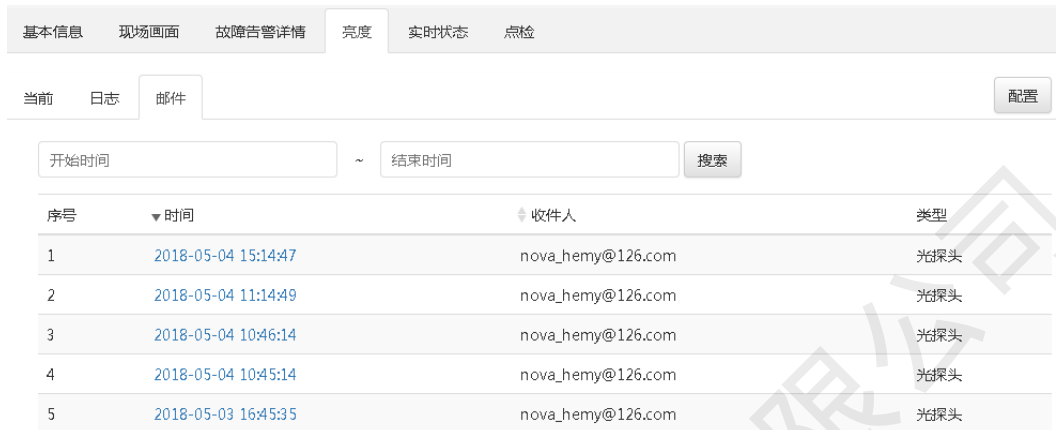 基本信息 现场画面 故障告警详情 亮度 实时状态 点检
当前 日志 邮件 配置
开始时间 ~ 结束时间 搜索
序号 时间 收件人 类型
1 2018-05-04 15:14:47 nova_hemy@126.com 光探头
2 2018-05-04 11:14:49 nova_hemy@126.com 光探头
3 2018-05-04 10:46:14 nova_hemy@126.com 光探头
4 2018-05-04 10:45:14 nova_hemy@126.com 光探头
5 2018-05-03 16:45:35 nova_hemy@126.com 光探头
限公司